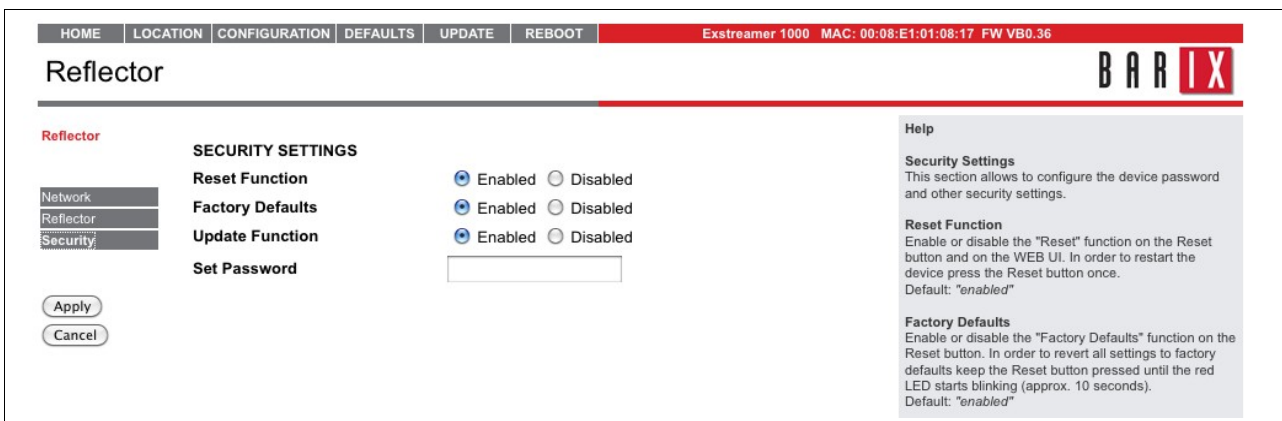 HOME LOCATION CONFIGURATION DEFAULTS UPDATE REBOOT Exstreamer 1000 MAC: 00:08:E1:01:08:17 FW VB0.36
Reflector
BARIX
Reflector
Network
Reflector
Security
Apply
Cancel
SECURITY SETTINGS
Reset Function Enabled Disabled
Factory Defaults Enabled Disabled
Update Function Enabled Disabled
Set Password
Help
Security Settings
This section allows to configure the device password
and other security settings.
Reset Function
Enable or disable the "Reset" function on the Reset
button and on the WEB UI. In order to restart the
device press the Reset button once.
Default: "enabled"
Factory Defaults
Enable or disable the "Factory Defaults" function on the
Reset button. In order to revert all settings to factory
defaults keep the Reset button pressed until the red
LED starts blinking (approx. 10 seconds).
Default: "enabled"